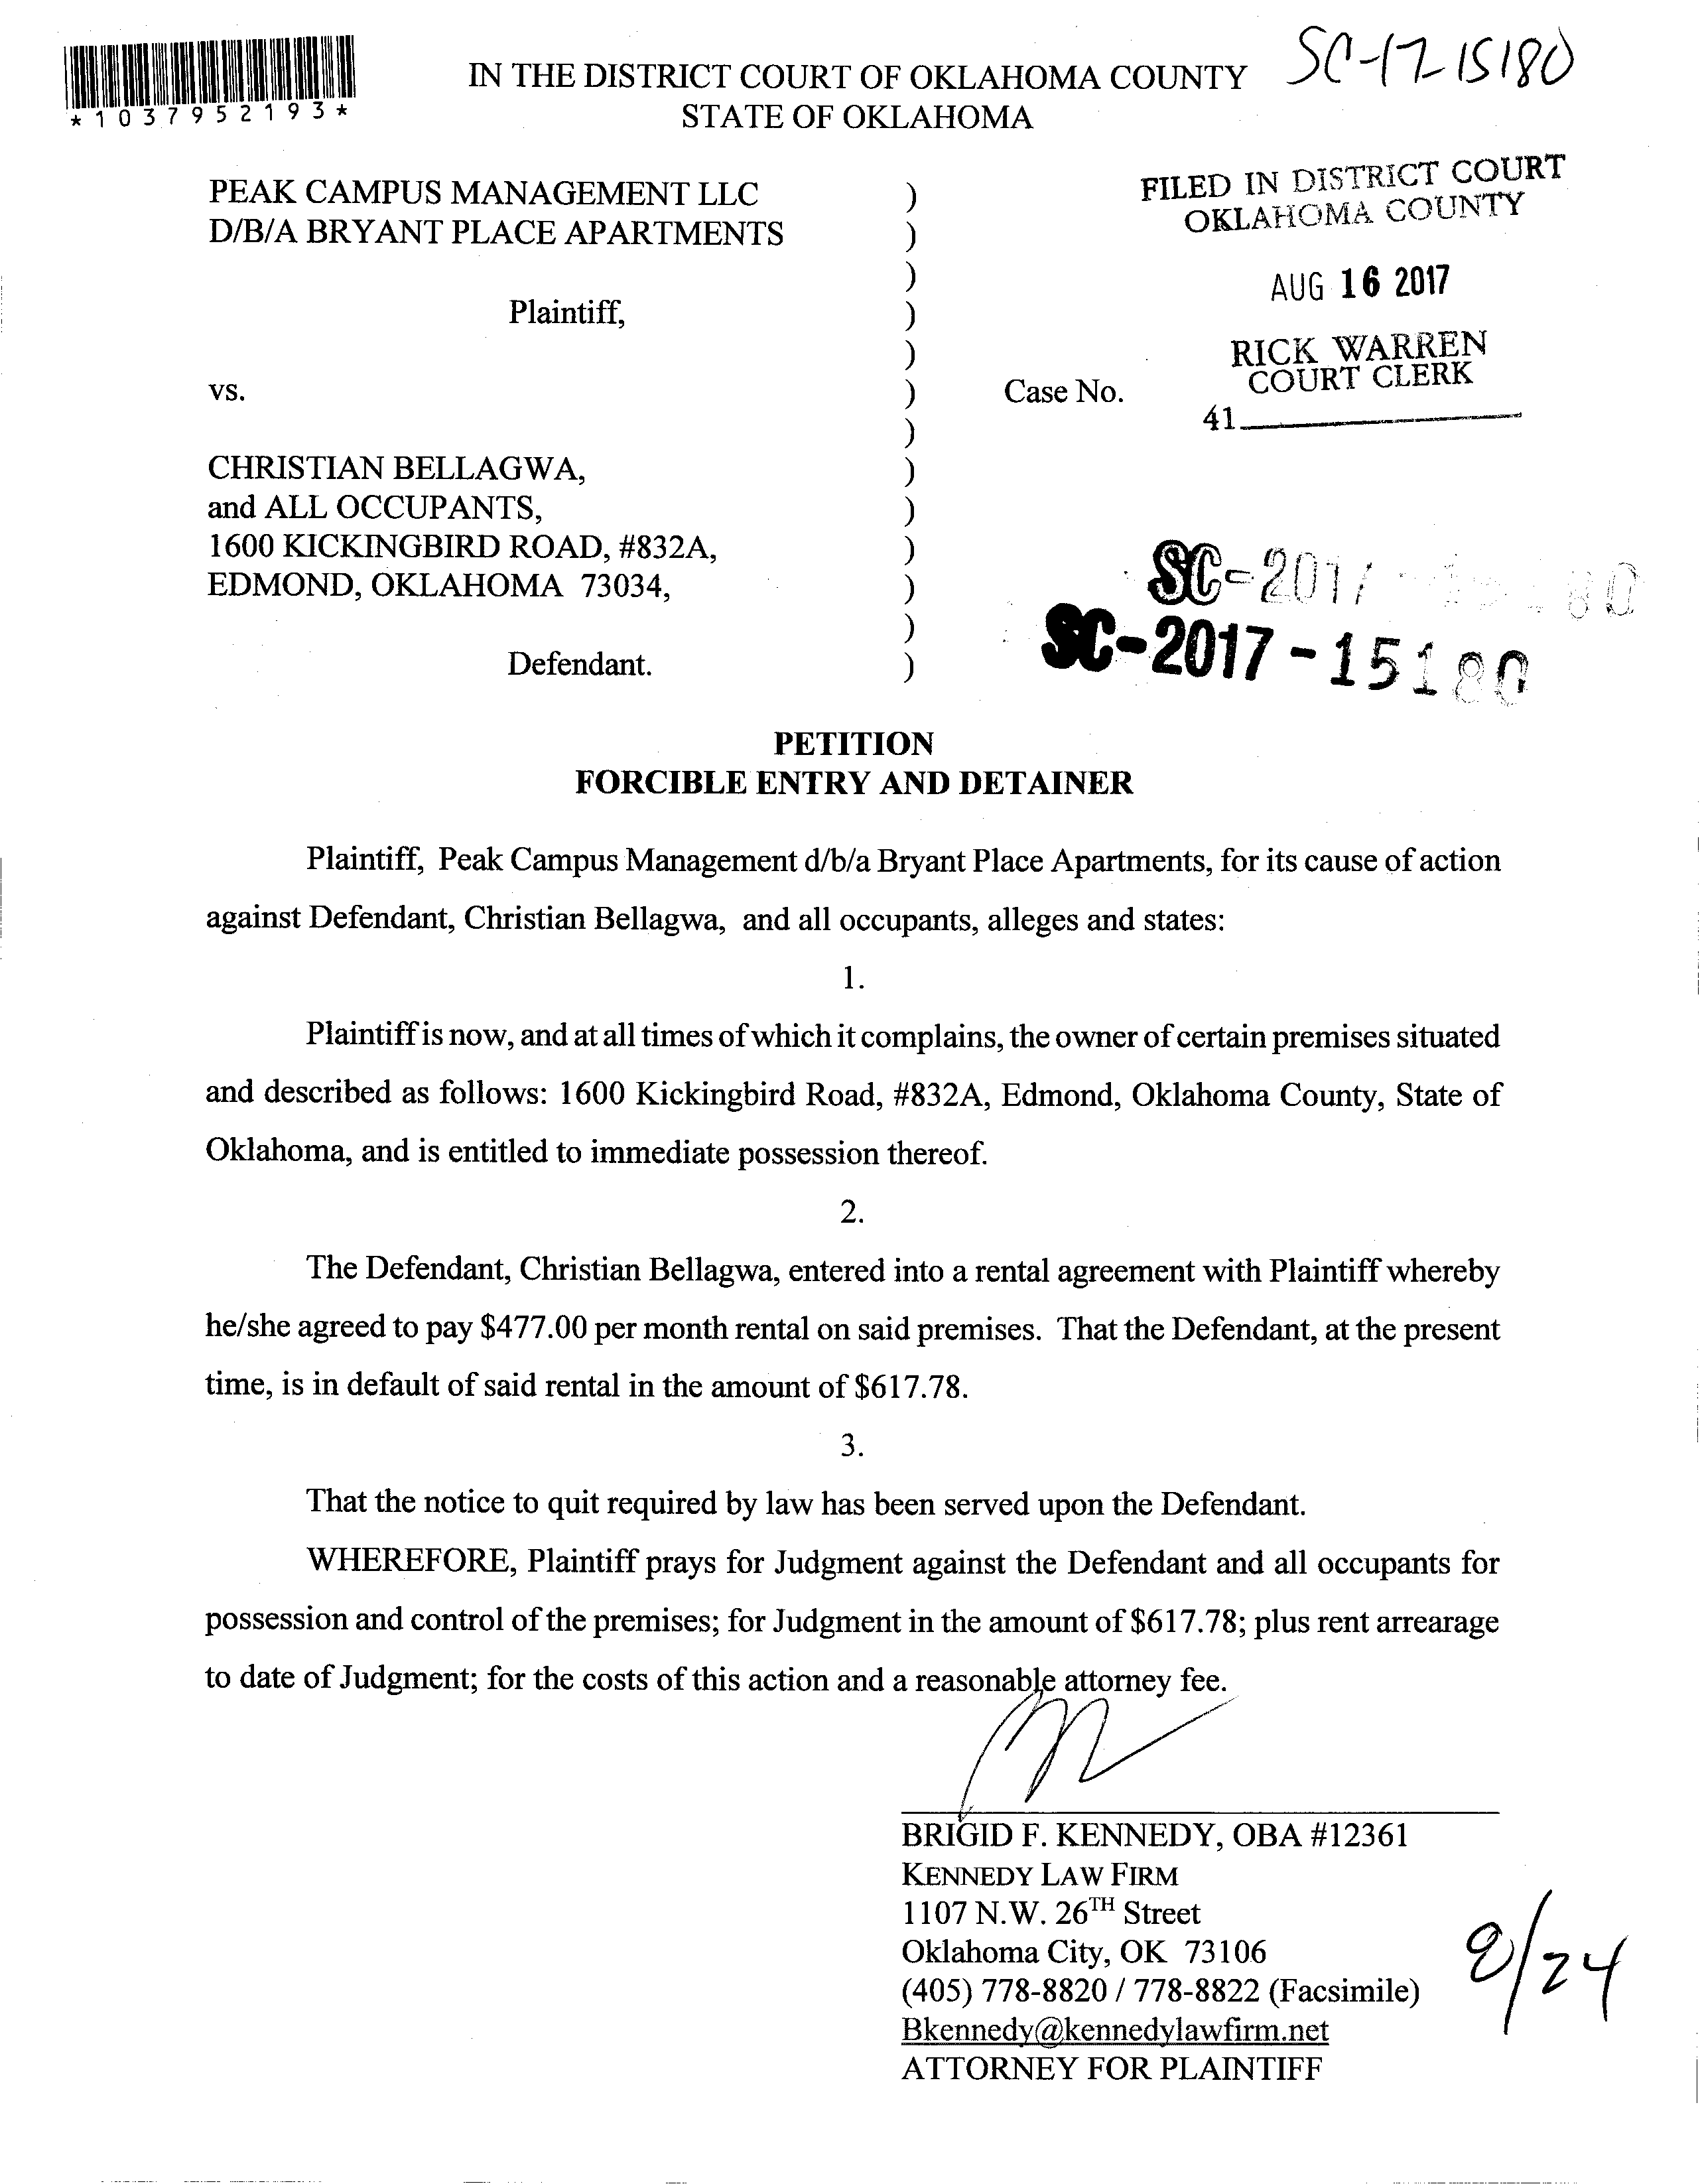 SC-17-15180
*1037952193*
IN THE DISTRICT COURT OF OKLAHOMA COUNTY
STATE OF OKLAHOMA
PEAK CAMPUS MANAGEMENT LLC )
D/B/A BRYANT PLACE APARTMENTS )
)
Plaintiff, )
)
vs. ) Case No.
)
CHRISTIAN BELLAGWA, )
and ALL OCCUPANTS, )
1600 KICKINGBIRD ROAD, #832A, )
EDMOND, OKLAHOMA 73034, )
)
Defendant. )
FILED IN DISTRICT COURT
OKLAHOMA COUNTY
AUG 16 2017
RICK WARREN
COURT CLERK
41
SC-2017
SC-2017-15180
PETITION
FORCIBLE ENTRY AND DETAINER
Plaintiff, Peak Campus Management d/b/a Bryant Place Apartments, for its cause of action
against Defendant, Christian Bellagwa, and all occupants, alleges and states:
1.
Plaintiff is now, and at all times of which it complains, the owner of certain premises situated
and described as follows: 1600 Kickingbird Road, #832A, Edmond, Oklahoma County, State of
Oklahoma, and is entitled to immediate possession thereof.
2.
The Defendant, Christian Bellagwa, entered into a rental agreement with Plaintiff whereby
he/she agreed to pay $477.00 per month rental on said premises. That the Defendant, at the present
time, is in default of said rental in the amount of $617.78.
3.
That the notice to quit required by law has been served upon the Defendant.
WHEREFORE, Plaintiff prays for Judgment against the Defendant and all occupants for
possession and control of the premises; for Judgment in the amount of $617.78; plus rent arrearage
to date of Judgment; for the costs of this action and a reasonable attorney fee.
BRIGID F. KENNEDY, OBA #12361
KENNEDY LAW FIRM
1107 N.W. 26TH Street
Oklahoma City, OK 73106
(405) 778-8820 / 778-8822 (Facsimile)
Bkennedy@kennedylawfirm.net
ATTORNEY FOR PLAINTIFF
8/24